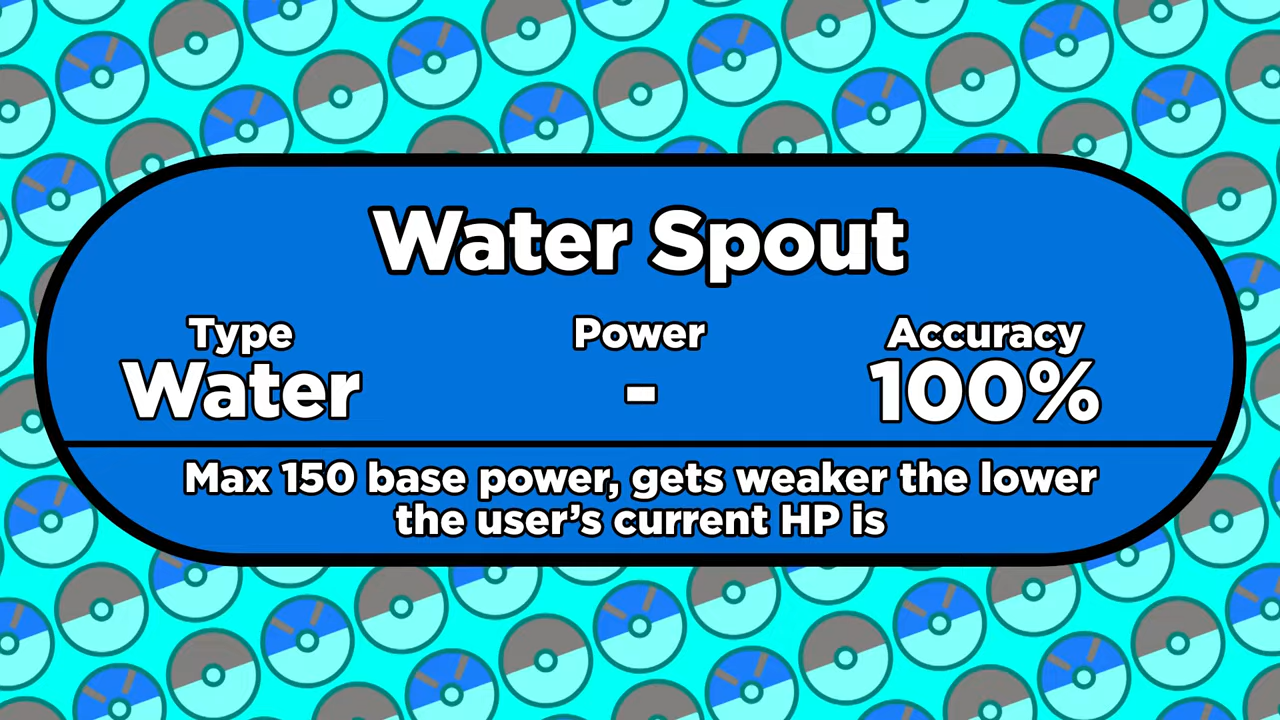 Water Spout
Type Power Accuracy
Water - 100%
Max 150 base power, gets weaker the lower
the user’s current HP is